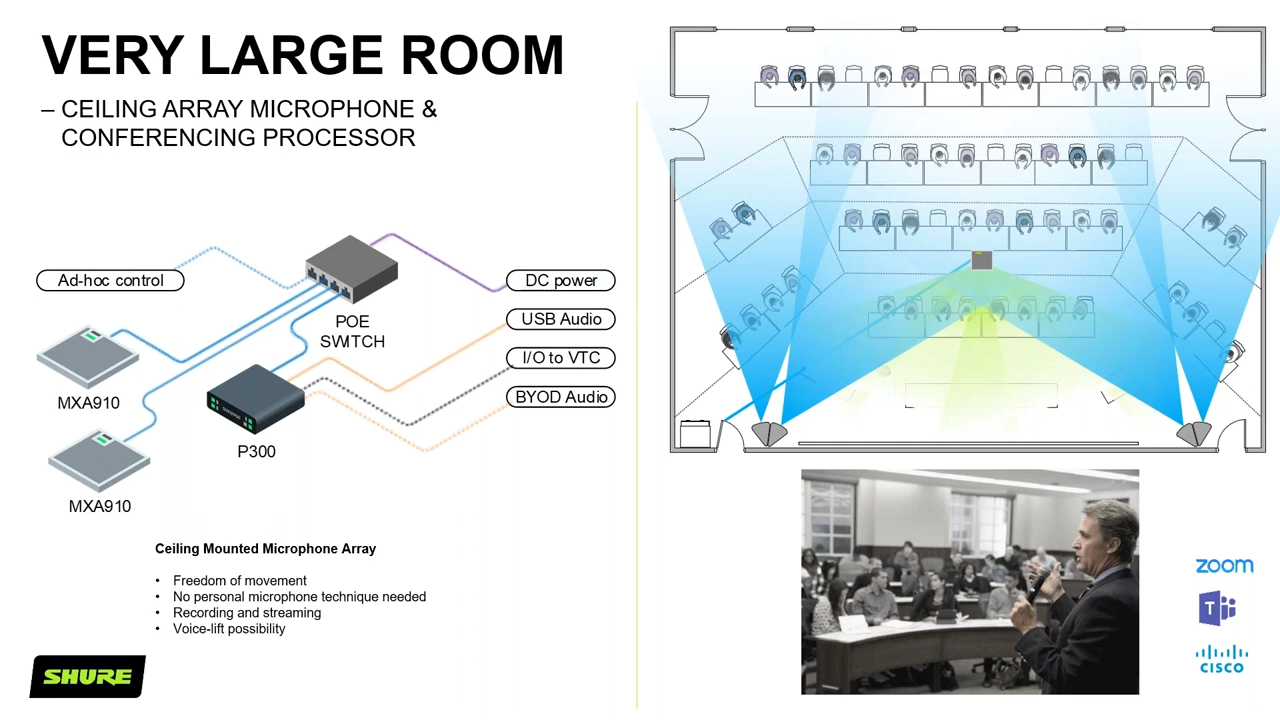 VERY LARGE ROOM
– CEILING ARRAY MICROPHONE &
CONFERENCING PROCESSOR
Ad-hoc control
POE
SWITCH
DC power
USB Audio
I/O to VTC
BYOD Audio
MXA910
P300
MXA910
Ceiling Mounted Microphone Array
• Freedom of movement
• No personal microphone technique needed
• Recording and streaming
• Voice-lift possibility
SHURE
zoom
T
CISCO